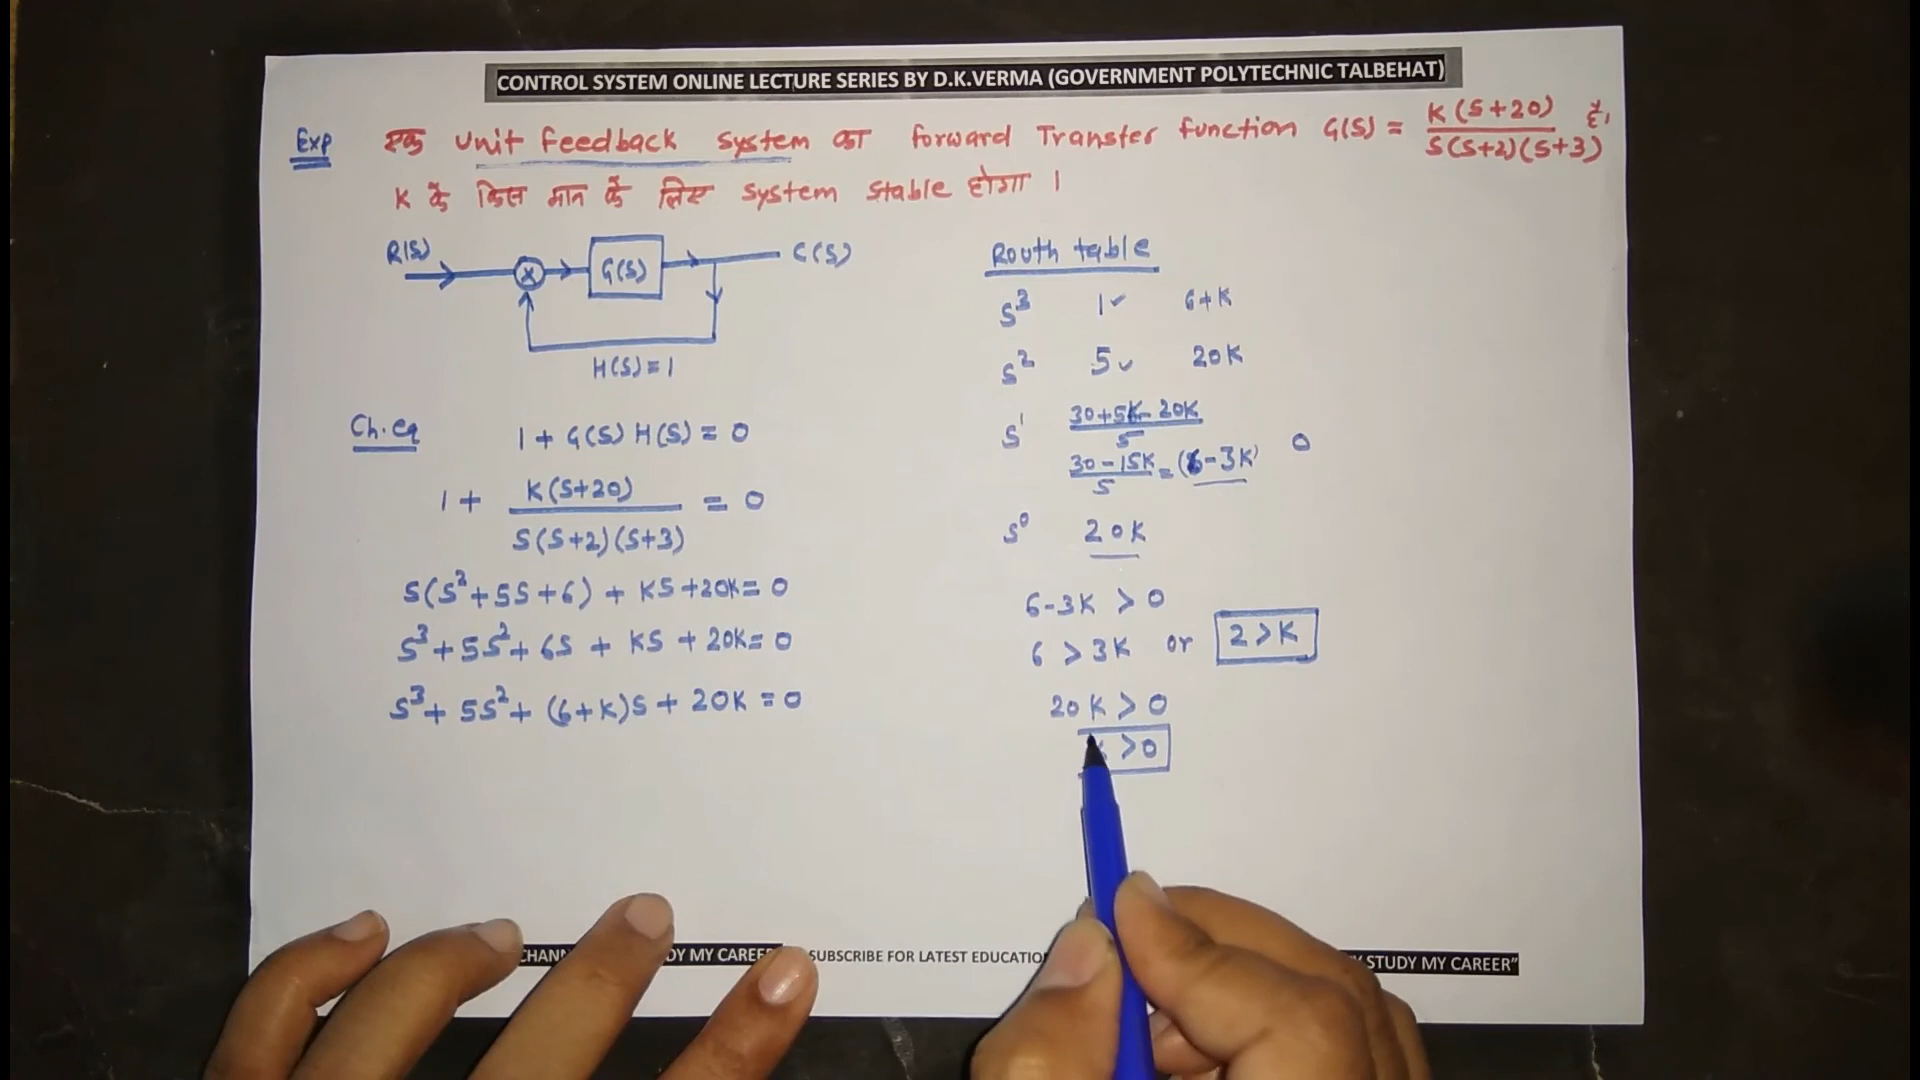 CONTROL SYSTEM ONLINE LECTURE SERIES BY D.K.VERMA (GOVERNMENT POLYTECHNIC TALBEHAT)
Exp एक unit feedback system का forward Transfer function G(S) = K(S+20) / S(S+2)(S+3) है,
K के किस मान के लिए system stable होगा ।
R(S) X G(S) C(S)
H(S) = 1
Ch.eq 1 + G(S) H(S) = 0
1 + K(S+20) / S(S+2)(S+3) = 0
S(S²+5S+6) + KS+20K = 0
S³+5S²+6S + KS + 20K = 0
S³+5S²+(6+K)S+20K = 0
Routh table
S³ 1✓ 6+K
S² 5✓ 20K
S¹ 30+5K-20K / 5
30-15K / 5 = (6-3K) 0
S⁰ 20K
6-3K > 0
6 > 3K or 2 > K
20K > 0
>0
DY MY CAREE
SUBSCRIBE FOR LATEST EDUCATIO
STUDY MY CAREER"